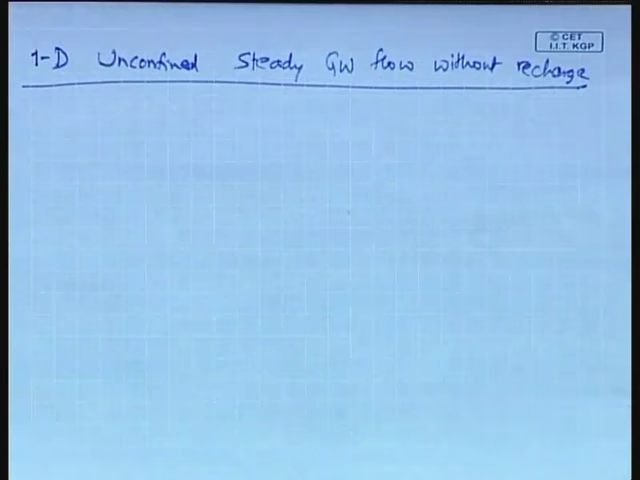 © CET
I.I.T. KGP
1-D Unconfined Steady GW flow without recharge